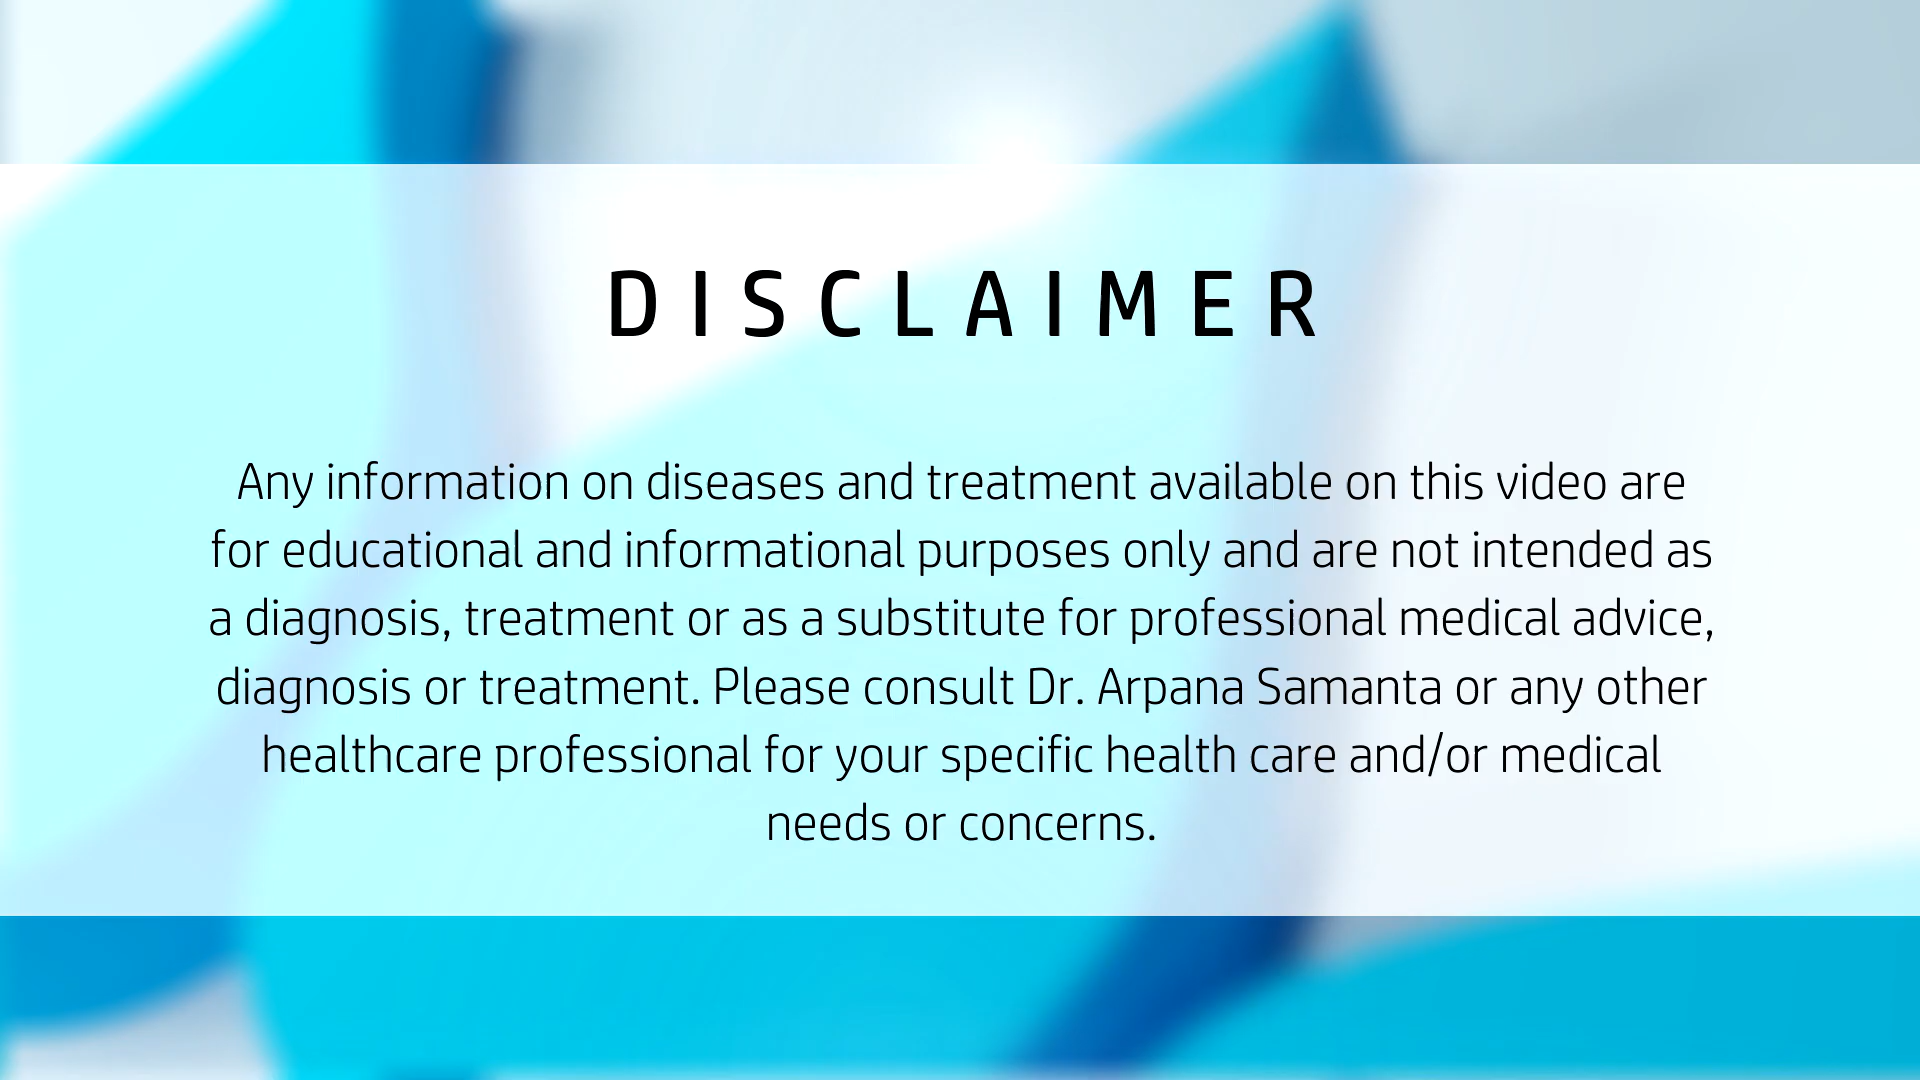 DISCLAIMER
Any information on diseases and treatment available on this video are
for educational and informational purposes only and are not intended as
a diagnosis, treatment or as a substitute for professional medical advice,
diagnosis or treatment. Please consult Dr. Arpana Samanta or any other
healthcare professional for your specific health care and/or medical
needs or concerns.